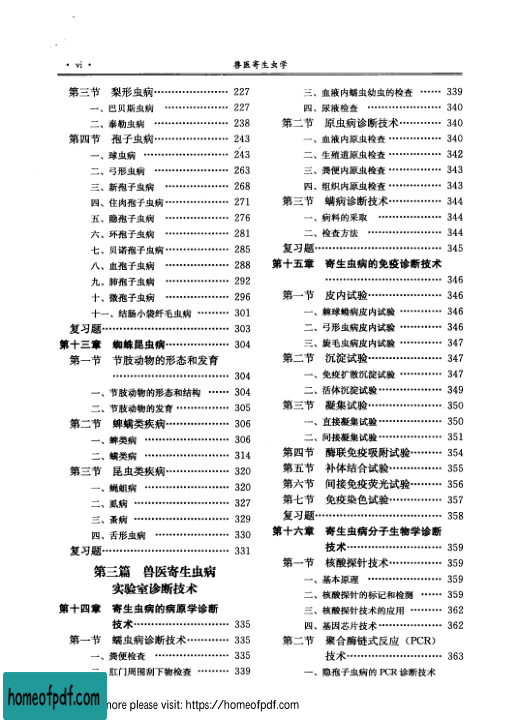 · vi · 兽医寄生虫学
第三节 梨形虫病………………… 227
一、巴贝斯虫病 ……………… 227
二、泰勒虫病 ……………… 238
第四节 孢子虫病………………… 243
一、球虫病 ……………… 243
二、弓形虫病 ……………… 263
三、新孢子虫病 ……………… 268
四、住肉孢子虫病……………… 271
五、隐孢子虫病 ……………… 276
六、环孢子虫病 ……………… 281
七、贝诺孢子虫病……………… 285
八、血孢子虫病 ……………… 288
九、肺孢子虫病 ……………… 292
十、微孢子虫病 ……………… 296
十一、结肠小袋纤毛虫病 ……… 301
复习题……………………………… 303
第十三章 蜘蛛昆虫病……………… 304
第一节 节肢动物的形态和发育
…………………………… 304
一、节肢动物的形态和结构 …… 304
二、节肢动物的发育…………… 305
第二节 蜱螨类疾病……………… 306
一、蜱类病 …………………… 306
二、螨类病 …………………… 314
第三节 昆虫类疾病……………… 320
一、蝇蛆病 …………………… 320
二、虱病 …………………… 327
三、蚤病 …………………… 329
四、舌形虫病 ………………… 330
复习题……………………………… 331
第三篇 兽医寄生虫病
实验室诊断技术
第十四章 寄生虫病的病原学诊断
技术…………………… 335
第一节 蠕虫病诊断技术………… 335
一、粪便检查 ………………… 335
二、肛门周围刮下物检查 ……… 339
三、血液内蠕虫幼虫的检查 …… 339
四、尿液检查 ………………… 340
第二节 原虫病诊断技术………… 340
一、血液内原虫检查…………… 340
二、生殖道原虫检查…………… 342
三、粪便内原虫检查…………… 343
四、组织内原虫检查…………… 343
第三节 螨病诊断技术…………… 344
一、病料的采取 ……………… 344
二、检查方法 ………………… 344
复习题……………………………… 345
第十五章 寄生虫病的免疫诊断技术
…………………………… 346
第一节 皮内试验………………… 346
一、棘球蚴病皮内试验 ………… 346
二、弓形虫病皮内试验 ………… 346
三、旋毛虫病皮内试验 ………… 347
第二节 沉淀试验………………… 347
一、免疫扩散沉淀试验 ………… 347
二、活体沉淀试验……………… 349
第三节 凝集试验………………… 350
一、直接凝集试验……………… 350
二、间接凝集试验……………… 351
第四节 酶联免疫吸附试验……… 354
第五节 补体结合试验…………… 355
第六节 间接免疫荧光试验……… 356
第七节 免疫染色试验…………… 357
复习题……………………………… 358
第十六章 寄生虫病分子生物学诊断
技术…………………… 359
第一节 核酸探针技术…………… 359
一、基本原理 ………………… 359
二、核酸探针的标记和检测 …… 359
三、核酸探针技术的应用 ……… 362
四、基因芯片技术……………… 362
第二节 聚合酶链式反应（PCR）
技术…………………… 363
一、隐孢子虫病的 PCR 诊断技术
homeofpdf.com
more please visit: https://homeofpdf.com